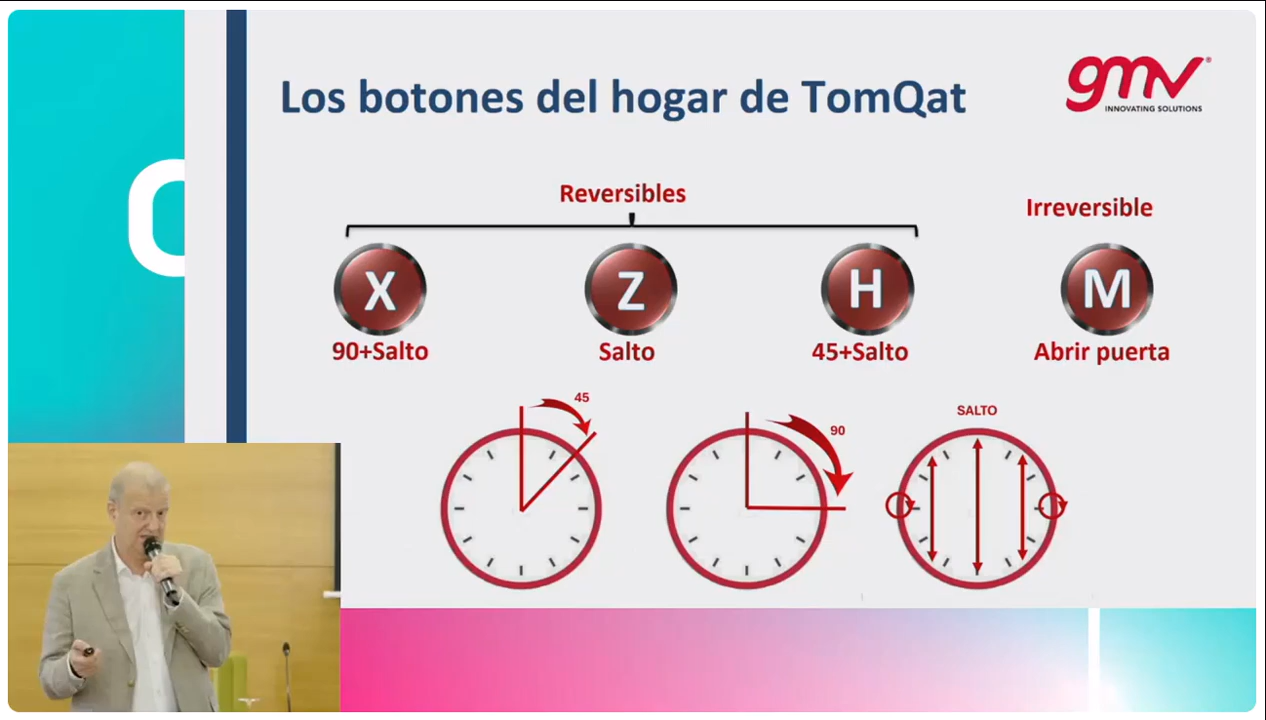 Los botones del hogar de TomQat
gmv®
INNOVATING SOLUTIONS
Reversibles
Irreversible
X
Z
H
M
90+Salto
Salto
45+Salto
Abrir puerta
45
90
SALTO